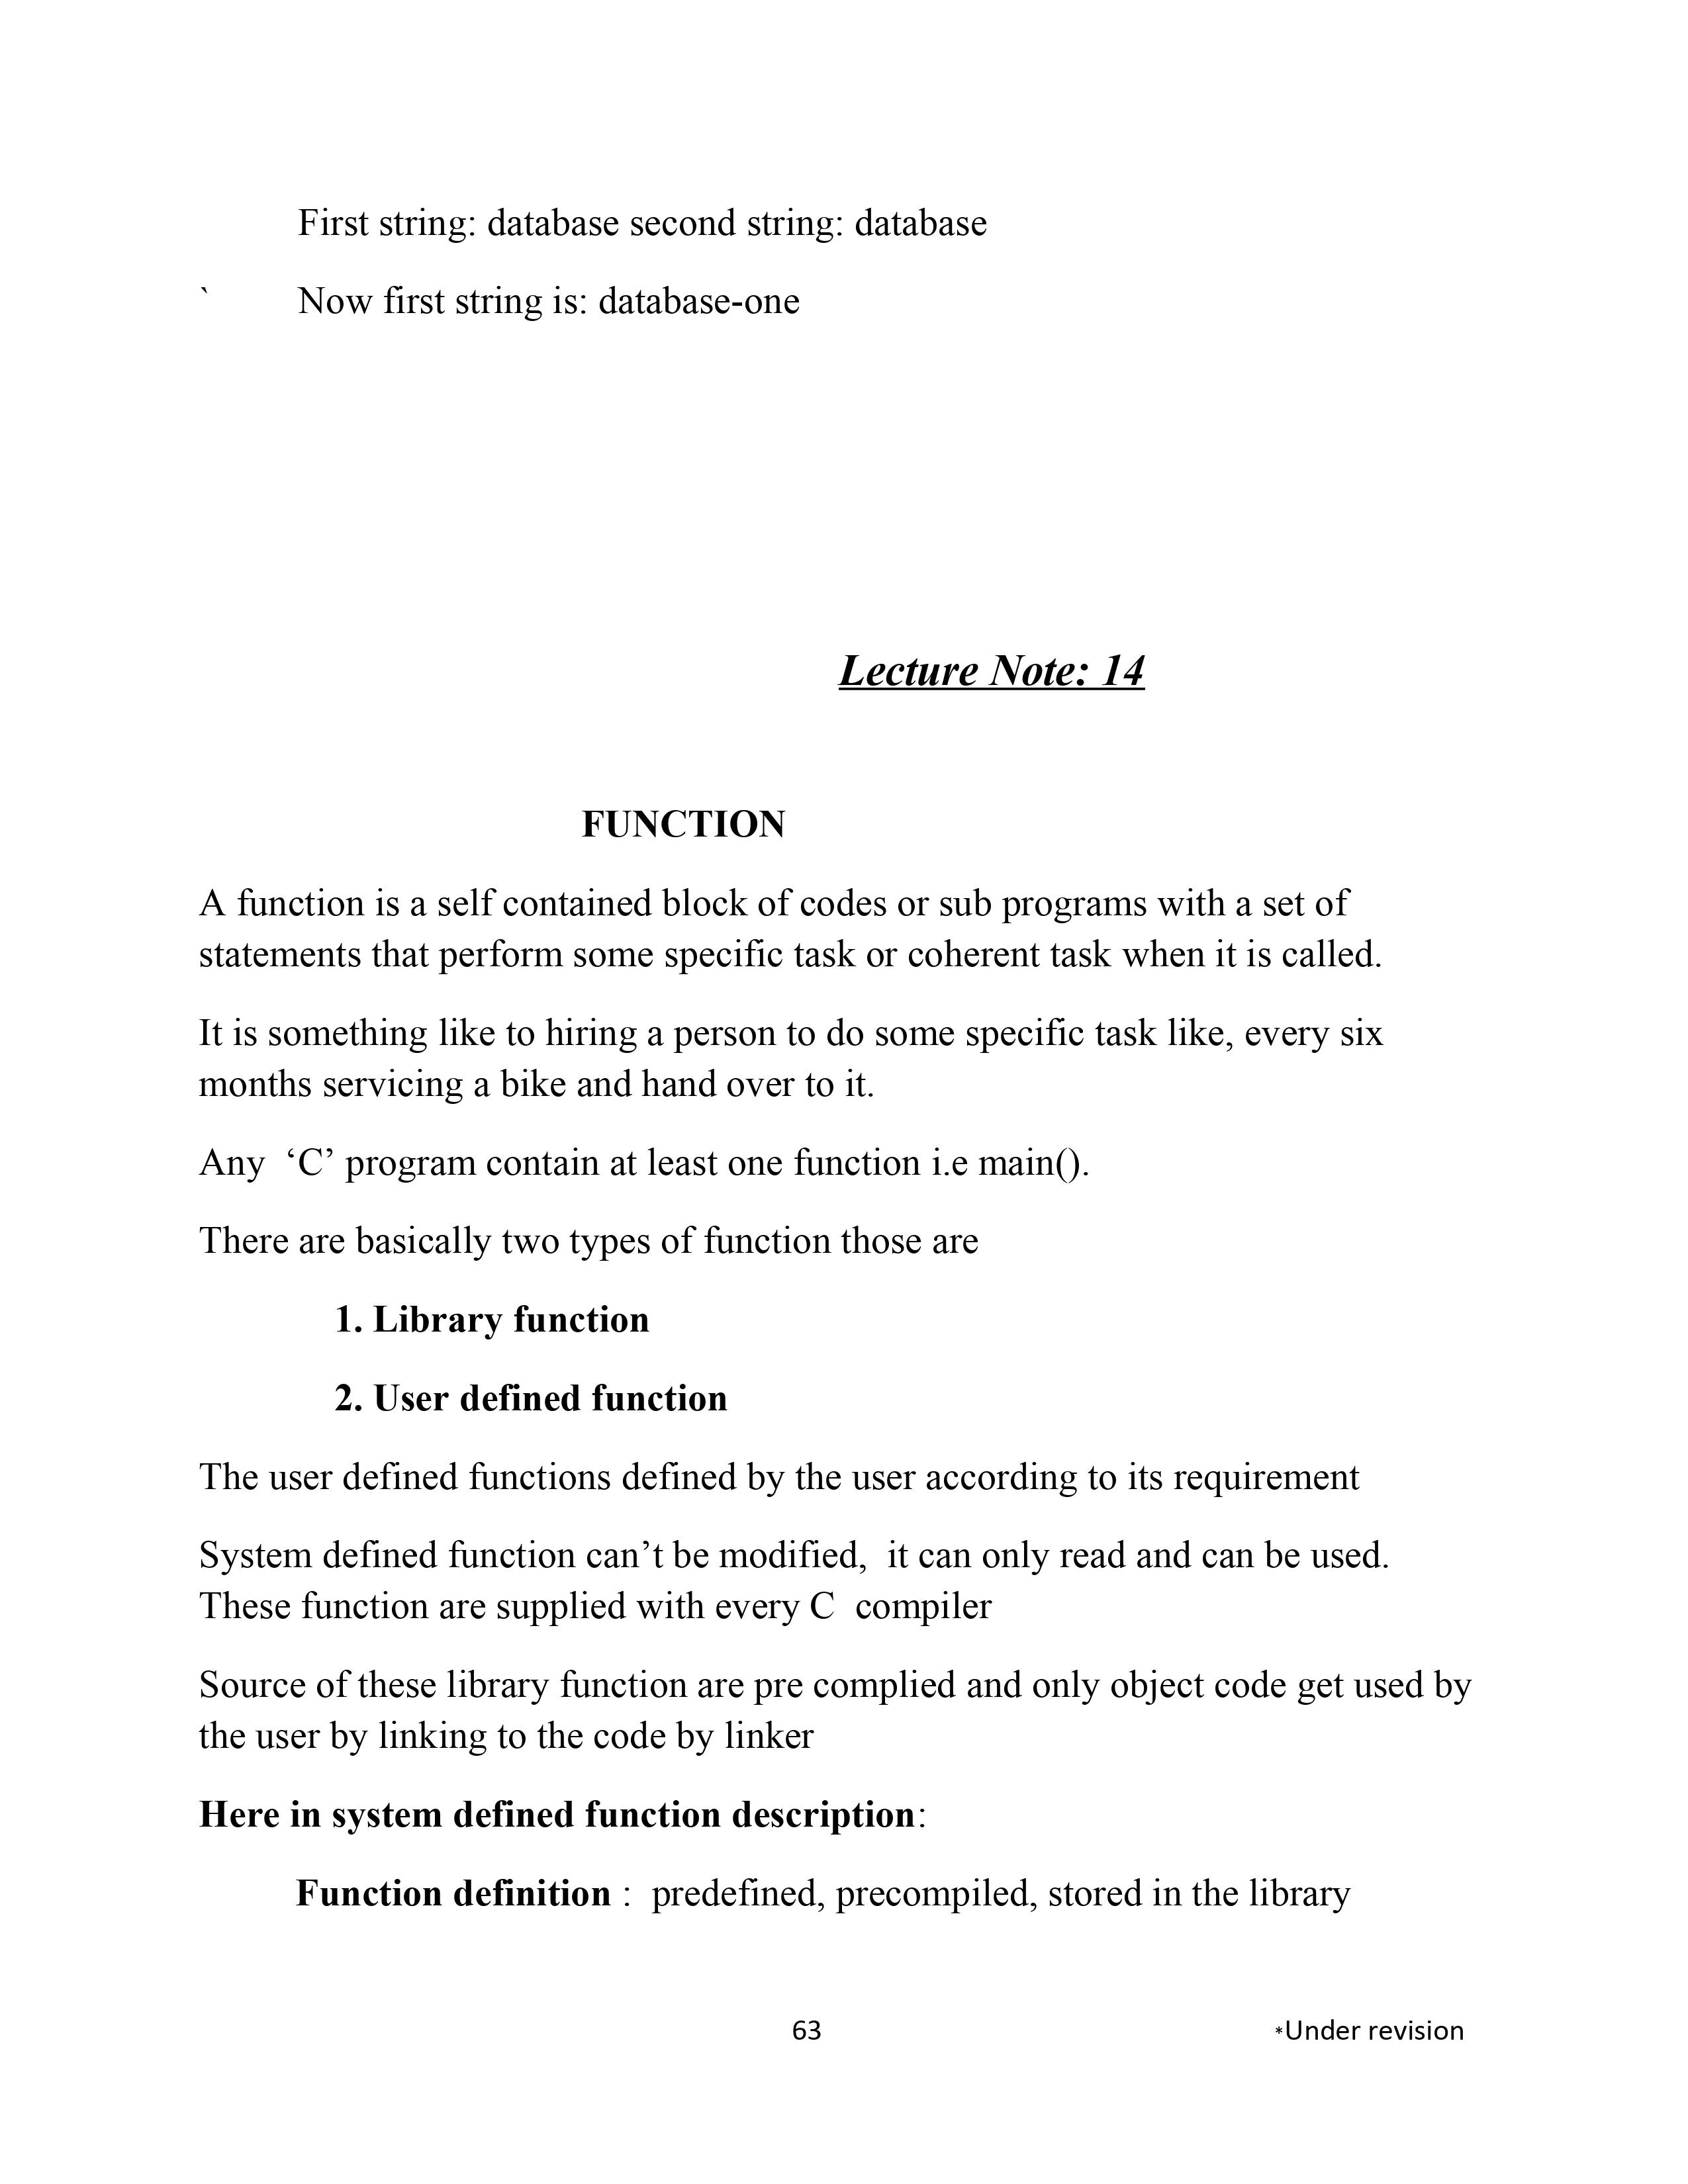 First string: database second string: database
` Now first string is: database-one
Lecture Note: 14
FUNCTION
A function is a self contained block of codes or sub programs with a set of
statements that perform some specific task or coherent task when it is called.
It is something like to hiring a person to do some specific task like, every six
months servicing a bike and hand over to it.
Any  ‘C’ program contain at least one function i.e main().
There are basically two types of function those are
1. Library function
2. User defined function
The user defined functions defined by the user according to its requirement
System defined function can’t be modified,  it can only read and can be used.
These function are supplied with every C  compiler
Source of these library function are pre complied and only object code get used by
the user by linking to the code by linker
Here in system defined function description:
Function definition :  predefined, precompiled, stored in the library
63 *Under revision